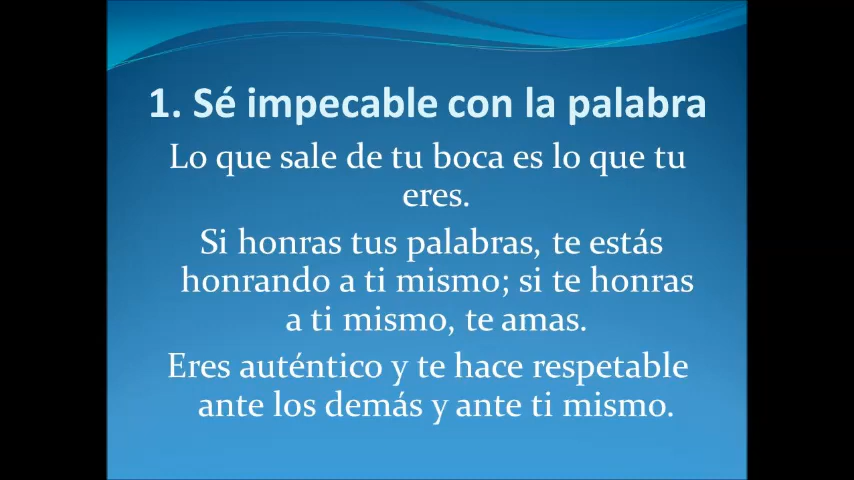 1. Sé impecable con la palabra
Lo que sale de tu boca es lo que tu
eres.
Si honras tus palabras, te estás
honrando a ti mismo; si te honras
a ti mismo, te amas.
Eres auténtico y te hace respetable
ante los demás y ante ti mismo.